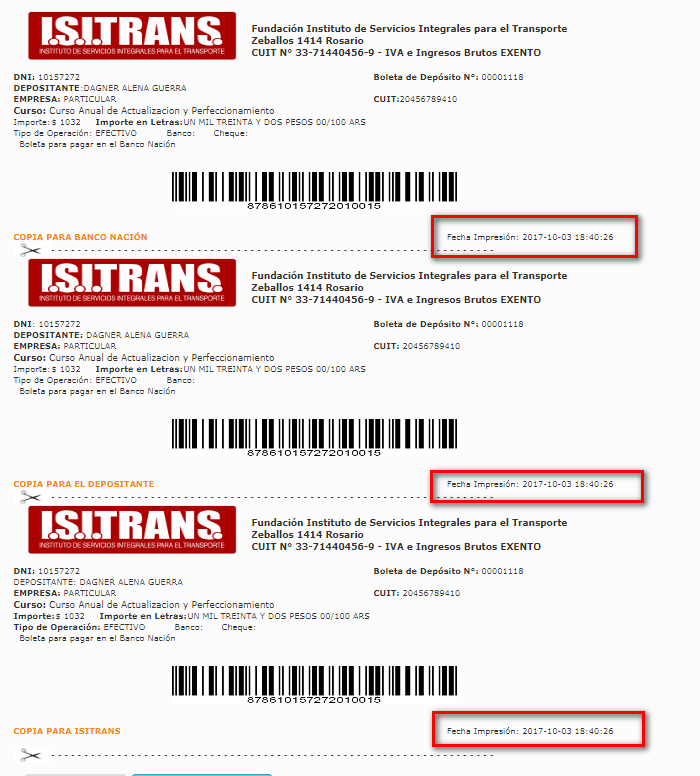 I.S.I.TRANS.
INSTITUTO DE SERVICIOS INTEGRALES PARA EL TRANSPORTE
Fundación Instituto de Servicios Integrales para el Transporte
Zeballos 1414 Rosario
CUIT N° 33-71440456-9 - IVA e Ingresos Brutos EXENTO
DNI: 10157272 Boleta de Depósito N°: 00001118
DEPOSITANTE:DAGNER ALENA GUERRA
EMPRESA: PARTICULAR CUIT:20456789410
Curso: Curso Anual de Actualizacion y Perfeccionamiento
Importe:$ 1032 Importe en Letras:UN MIL TREINTA Y DOS PESOS 00/100 ARS
Tipo de Operación: EFECTIVO Banco: Cheque:
Boleta para pagar en el Banco Nación
878610157272010015
COPIA PARA BANCO NACIÓN Fecha Impresión: 2017-10-03 18:40:26
I.S.I.TRANS.
INSTITUTO DE SERVICIOS INTEGRALES PARA EL TRANSPORTE
Fundación Instituto de Servicios Integrales para el Transporte
Zeballos 1414 Rosario
CUIT N° 33-71440456-9 - IVA e Ingresos Brutos EXENTO
DNI: 10157272 Boleta de Depósito N°: 00001118
DEPOSITANTE: DAGNER ALENA GUERRA
EMPRESA: PARTICULAR CUIT: 20456789410
Curso: Curso Anual de Actualizacion y Perfeccionamiento
Importe:$ 1032 Importe en Letras:UN MIL TREINTA Y DOS PESOS 00/100 ARS
Tipo de Operación: EFECTIVO Banco:
Boleta para pagar en el Banco Nación
878610157272010015
COPIA PARA EL DEPOSITANTE Fecha Impresión: 2017-10-03 18:40:26
I.S.I.TRANS.
INSTITUTO DE SERVICIOS INTEGRALES PARA EL TRANSPORTE
Fundación Instituto de Servicios Integrales para el Transporte
Zeballos 1414 Rosario
CUIT N° 33-71440456-9 - IVA e Ingresos Brutos EXENTO
DNI: 10157272 Boleta de Depósito N°: 00001118
DEPOSITANTE: DAGNER ALENA GUERRA
EMPRESA: PARTICULAR CUIT: 20456789410
Curso: Curso Anual de Actualizacion y Perfeccionamiento
Importe:$ 1032 Importe en Letras:UN MIL TREINTA Y DOS PESOS 00/100 ARS
Tipo de Operación: EFECTIVO Banco: Cheque:
Boleta para pagar en el Banco Nación
878610157272010015
COPIA PARA ISITRANS Fecha Impresión: 2017-10-03 18:40:26